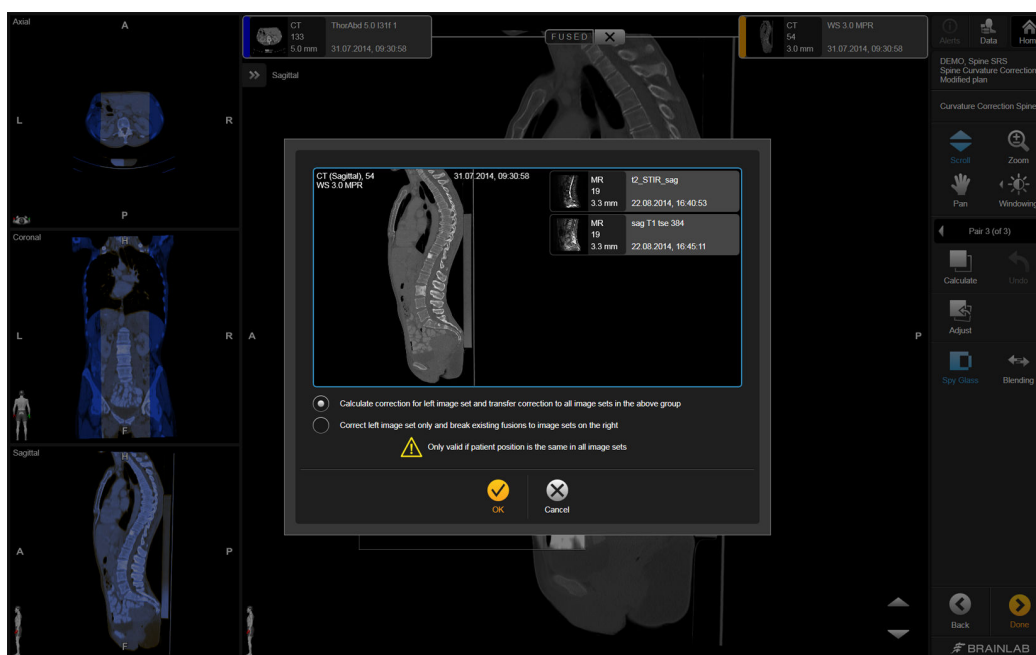 Axial
A
L
R
P
Coronal
H
L
R
F
Sagittal
H
A
P
F
CT
133
5.0 mm
ThorAbd 5.0 I31f 1
31.07.2014, 09:30:58
FUSED
CT
54
3.0 mm
WS 3.0 MPR
31.07.2014, 09:30:58
Sagittal
A
P
CT (Sagittal), 54
WS 3.0 MPR
31.07.2014, 09:30:58
MR
19
3.3 mm
t2_STIR_sag
22.08.2014, 16:40:53
MR
19
3.3 mm
sag T1 tse 384
22.08.2014, 16:45:11
Calculate correction for left image set and transfer correction to all image sets in the above group
Correct left image set only and break existing fusions to image sets on the right
Only valid if patient position is the same in all image sets
OK
Cancel
Alerts
Data
Hom
DEMO, Spine SRS
Spine Curvature Correction
Modified plan
Curvature Correction Spine
Scroll
Zoom
Pan
Windowing
Pair 3 (of 3)
Calculate
Undo
Adjust
Spy Glass
Blending
Back
Done
BRAINLAB